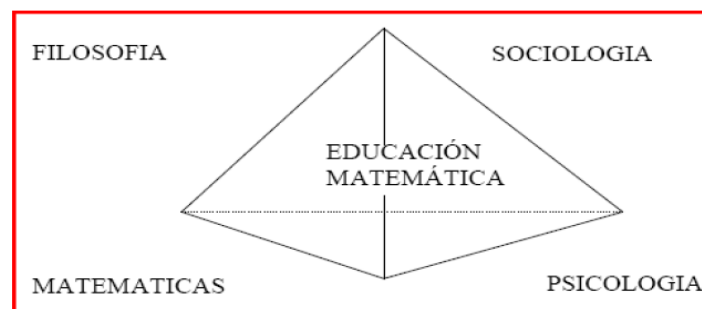 FILOSOFIA
SOCIOLOGIA
EDUCACIÓN
MATEMÁTICA
MATEMATICAS
PSICOLOGIA